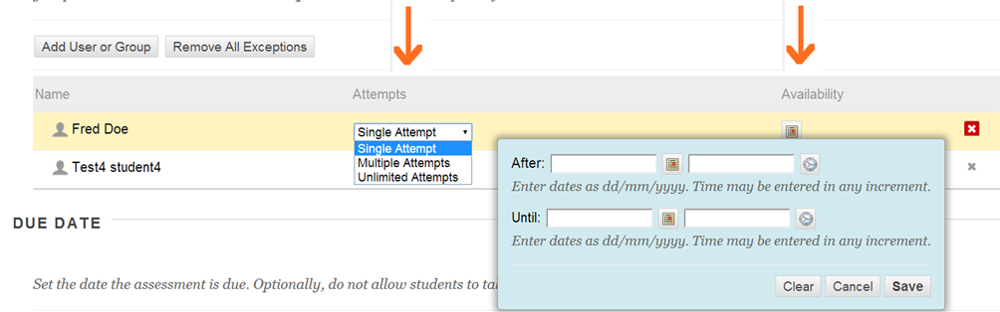 Add User or Group Remove All Exceptions
Name Attempts Availability
Fred Doe Single Attempt
Single Attempt
Multiple Attempts
Unlimited Attempts
Test4 student4
After:
Enter dates as dd/mm/yyyy. Time may be entered in any increment.
Until:
Enter dates as dd/mm/yyyy. Time may be entered in any increment.
Clear Cancel Save
DUE DATE
Set the date the assessment is due. Optionally, do not allow students to